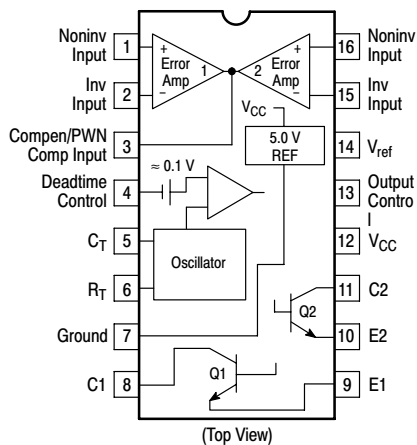 Noninv
Input
1
+
Error
Amp
1
2
+
Error
Amp
16
Noninv
Input
Inv
Input
2
−
−
15
Inv
Input
Compen/PWN
Comp Input
3
VCC
5.0 V
REF
14
Vref
Deadtime
Control
4
≈ 0.1 V
13
Output
Contro
l
CT
5
Oscillator
12
VCC
RT
6
11
C2
Q2
Ground
7
10
E2
C1
8
Q1
9
E1
(Top View)